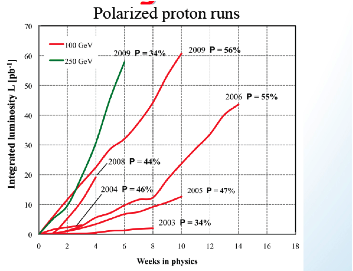 Polarized proton runs
70
60
50
40
30
20
10
0
Integrated luminosity L [pb-1]
100 GeV
250 GeV
2009 P = 34%
2009 P = 56%
2006 P = 55%
2008 P = 44%
2004 P = 46%
2005 P = 47%
2003 P = 34%
0 2 4 6 8 10 12 14 16 18
Weeks in physics